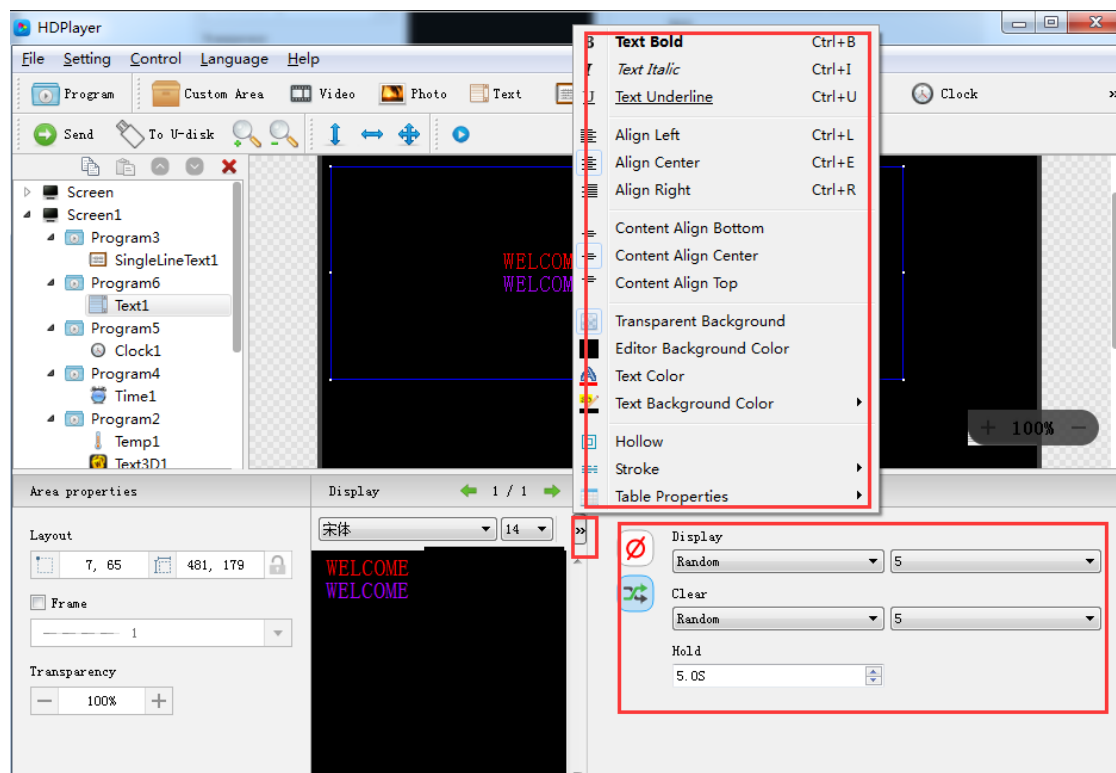 HDPlayer
File Setting Control Language Help
Program Custom Area Video Photo Text Clock »
Send To U-disk
Screen
Screen1
Program3
SingleLineText1
Program6
Text1
Program5
Clock1
Program4
Time1
Program2
Temp1
Text3D1
WELCOM
WELCOM
B Text Bold Ctrl+B
I Text Italic Ctrl+I
U Text Underline Ctrl+U
Align Left Ctrl+L
Align Center Ctrl+E
Align Right Ctrl+R
Content Align Bottom
Content Align Center
Content Align Top
Transparent Background
Editor Background Color
Text Color
Text Background Color
Hollow
Stroke
Table Properties
+ 100% −
Area properties
Layout
7, 65 481, 179
Frame
1
Transparency
— 100% +
Display 1 / 1
宋体 14 »
WELCOME
WELCOME
Display
Random 5
Clear
Random 5
Hold
5.0S